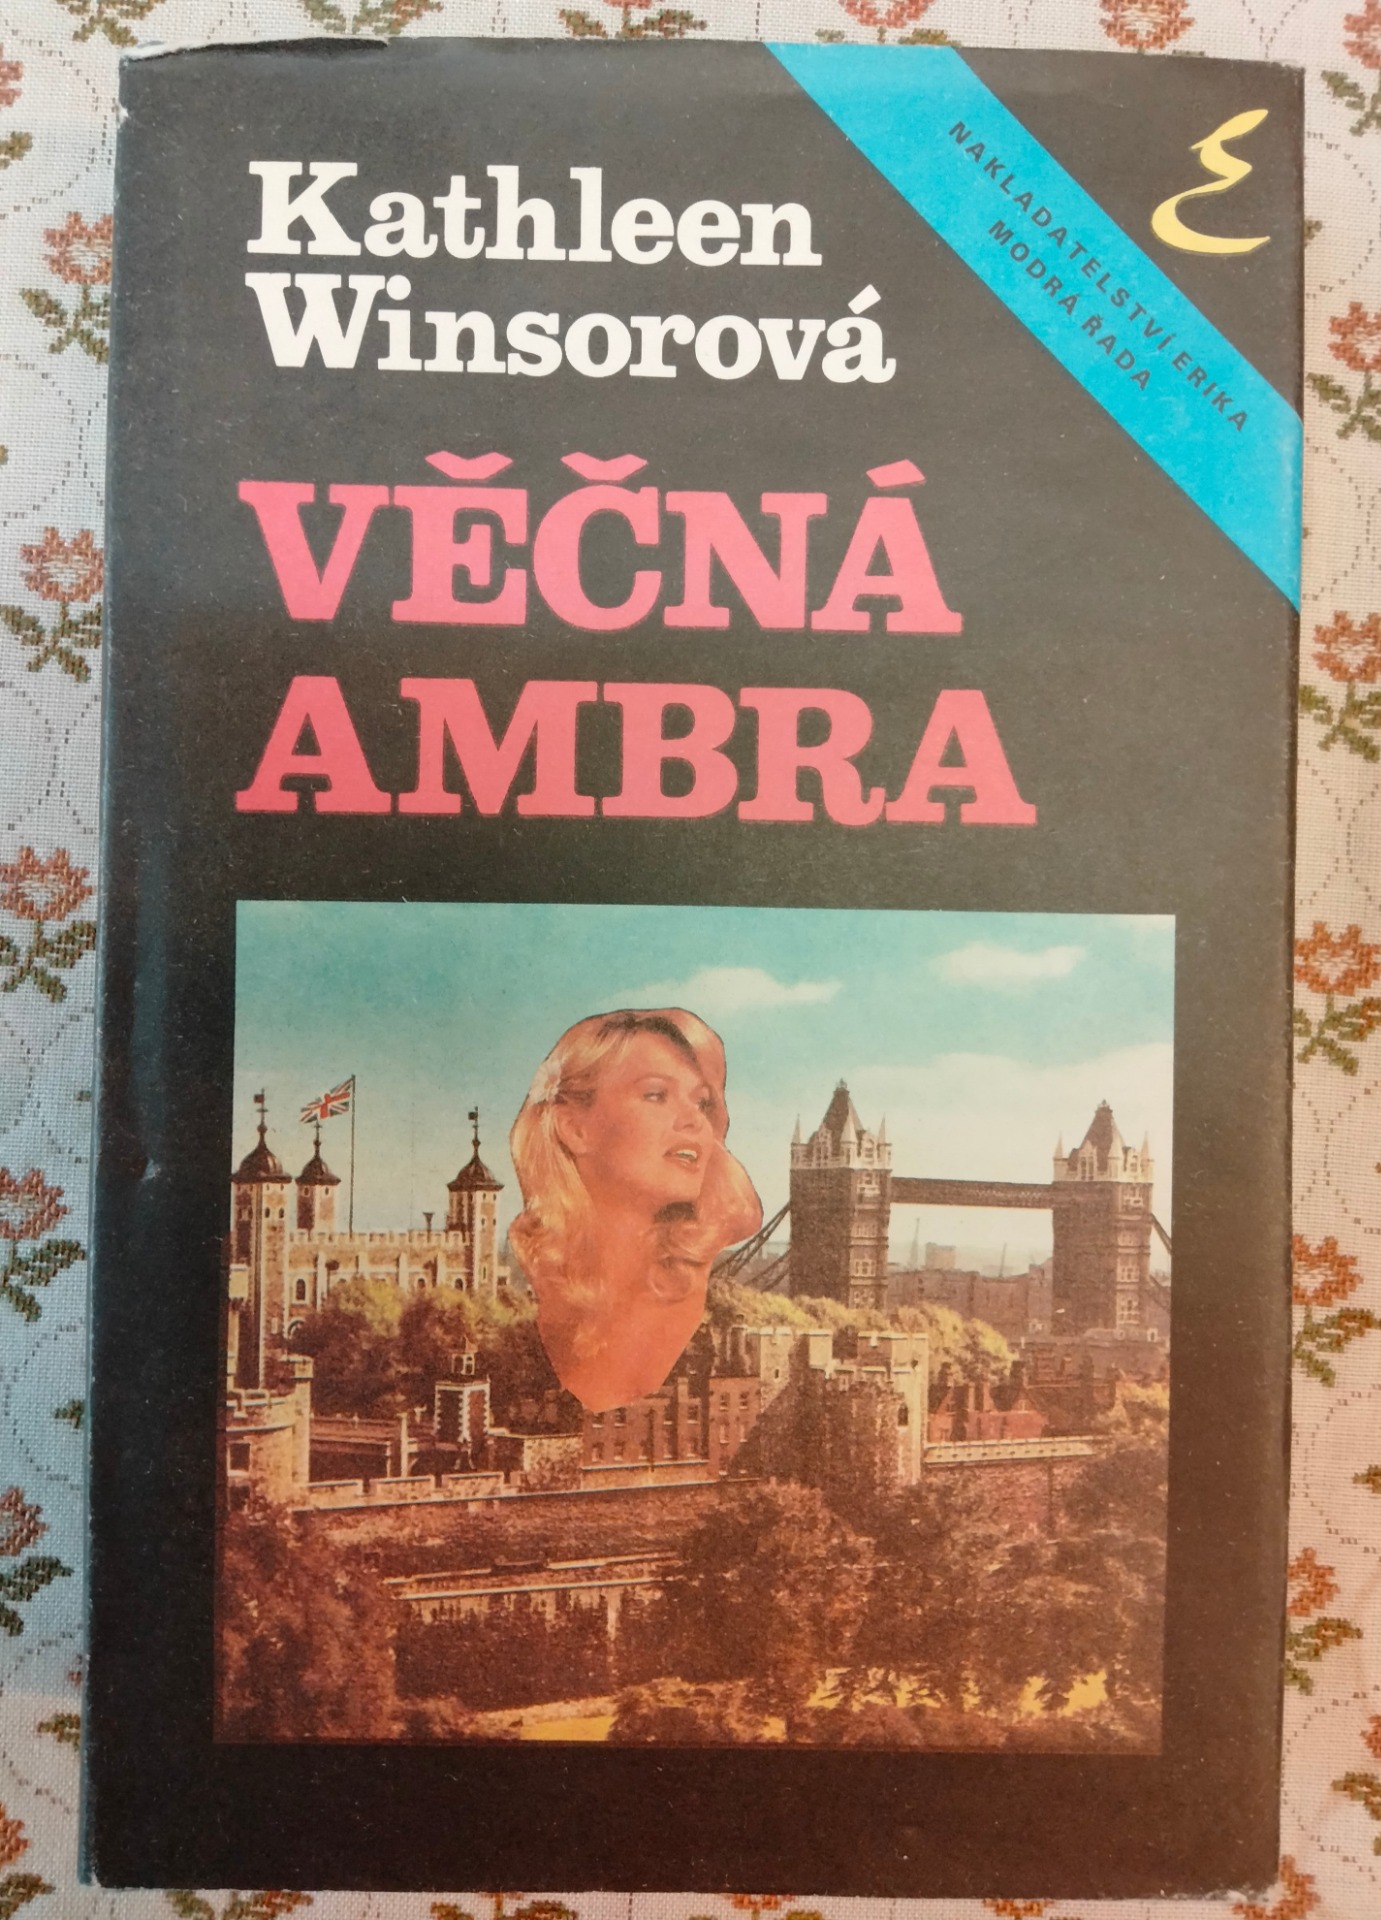 Kathleen
Winsorová
NAKLADATELSTVÍ ERIKA
MODRÁ ŘADA
VĚČNÁ
AMBRA